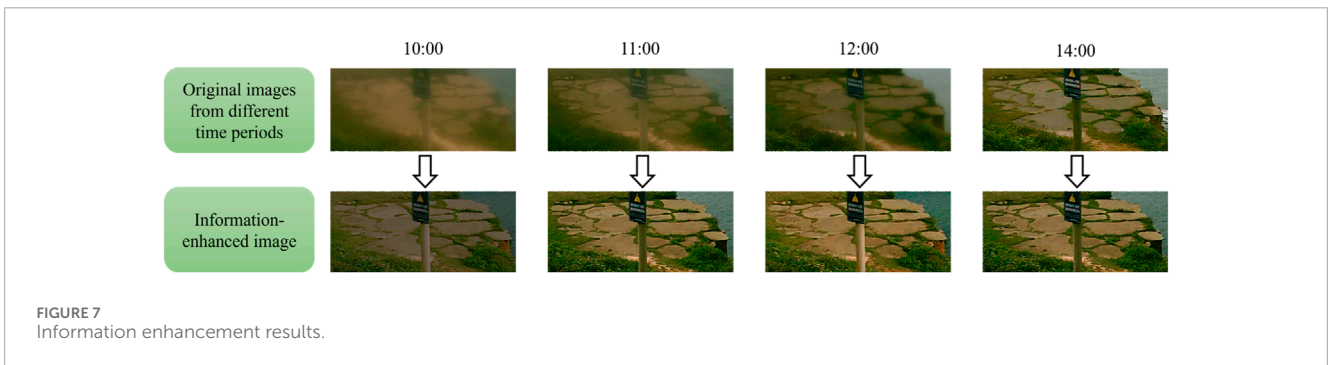 10:00
11:00
12:00
14:00
Original images
from different
time periods
Information-
enhanced image
FIGURE 7
Information enhancement results.